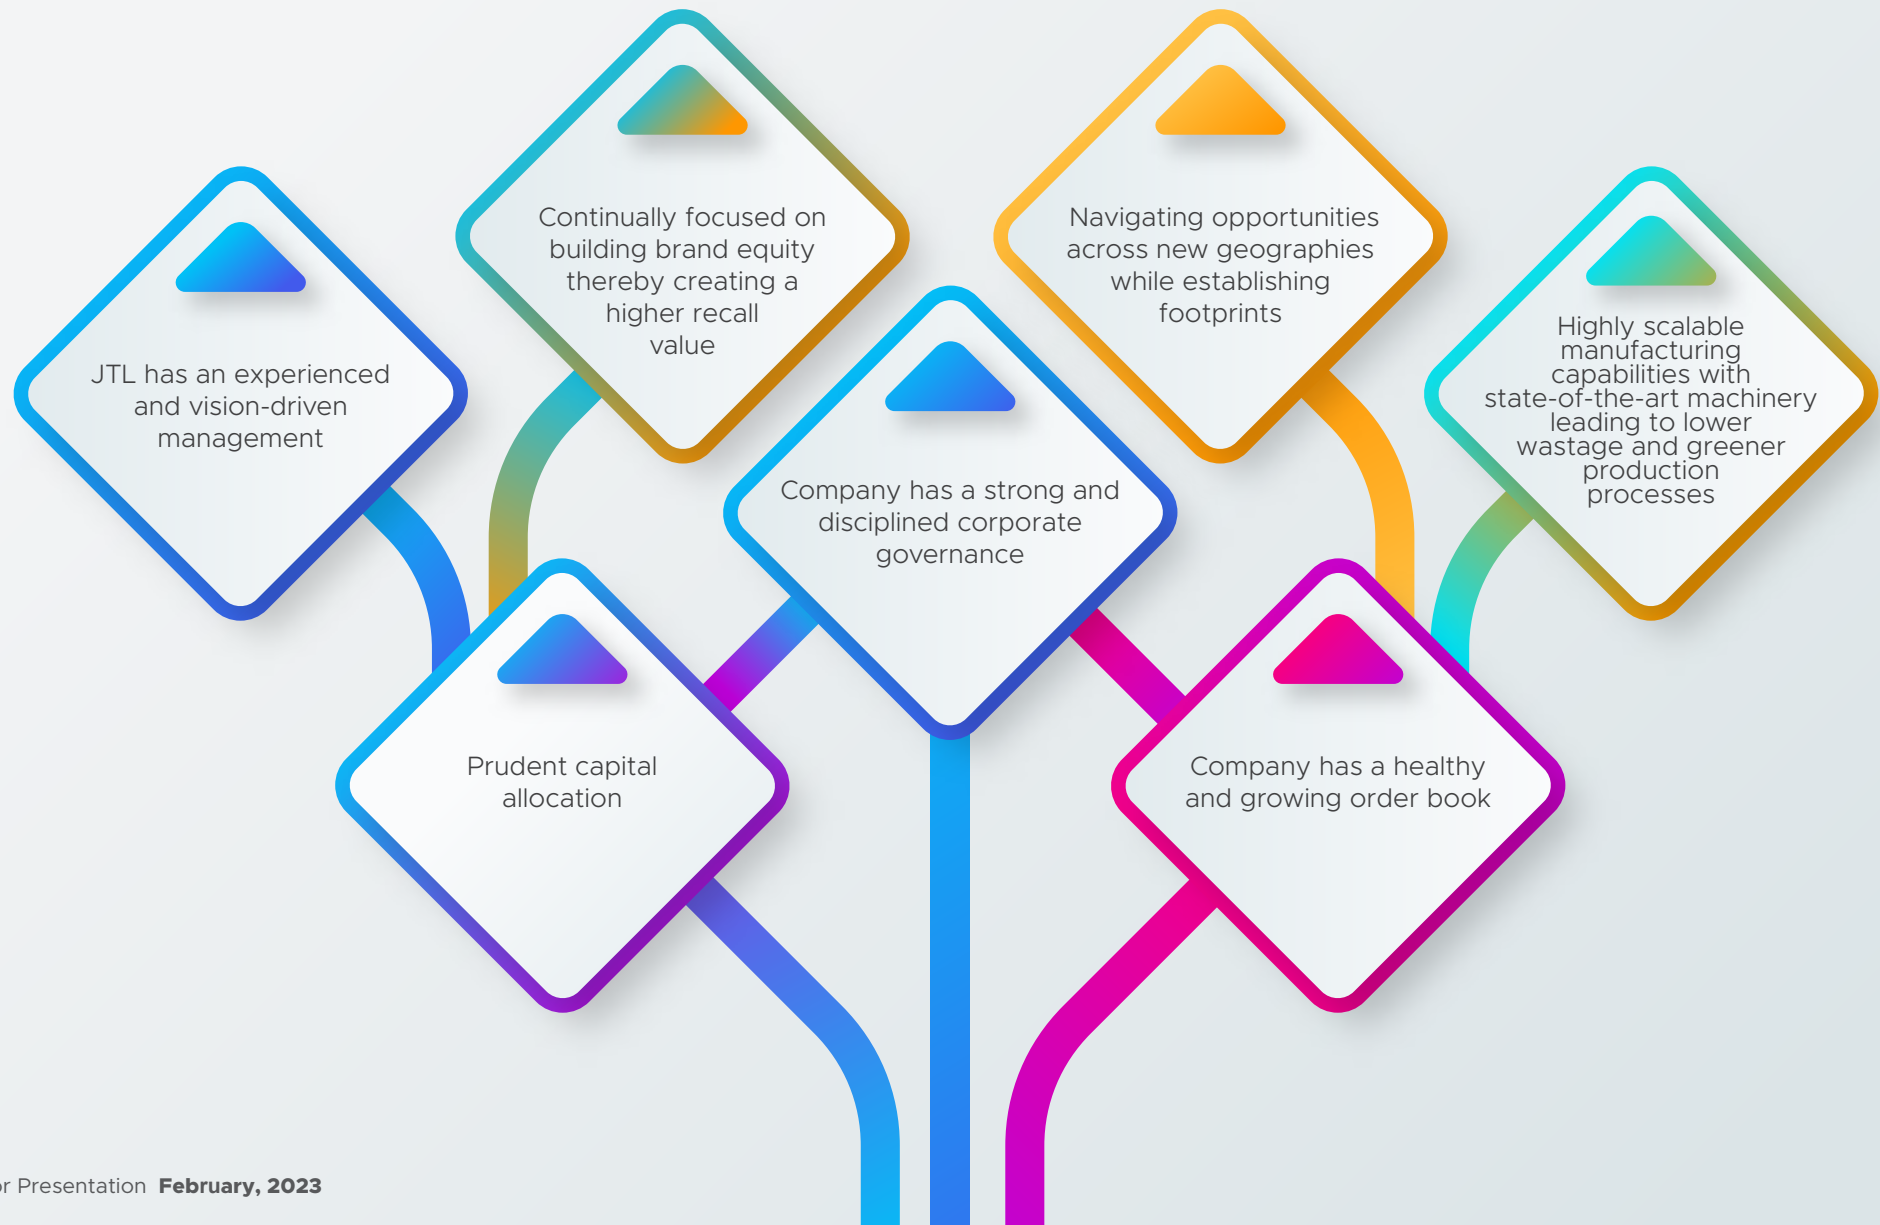 Continually focused on
building brand equity
thereby creating a
higher recall
value
Navigating opportunities
across new geographies
while establishing
footprints
JTL has an experienced
and vision-driven
management
Highly scalable
manufacturing
capabilities with
state-of-the-art machinery
leading to lower
wastage and greener
production
processes
Company has a strong and
disciplined corporate
governance
Prudent capital
allocation
Company has a healthy
and growing order book
Presentation February, 2023